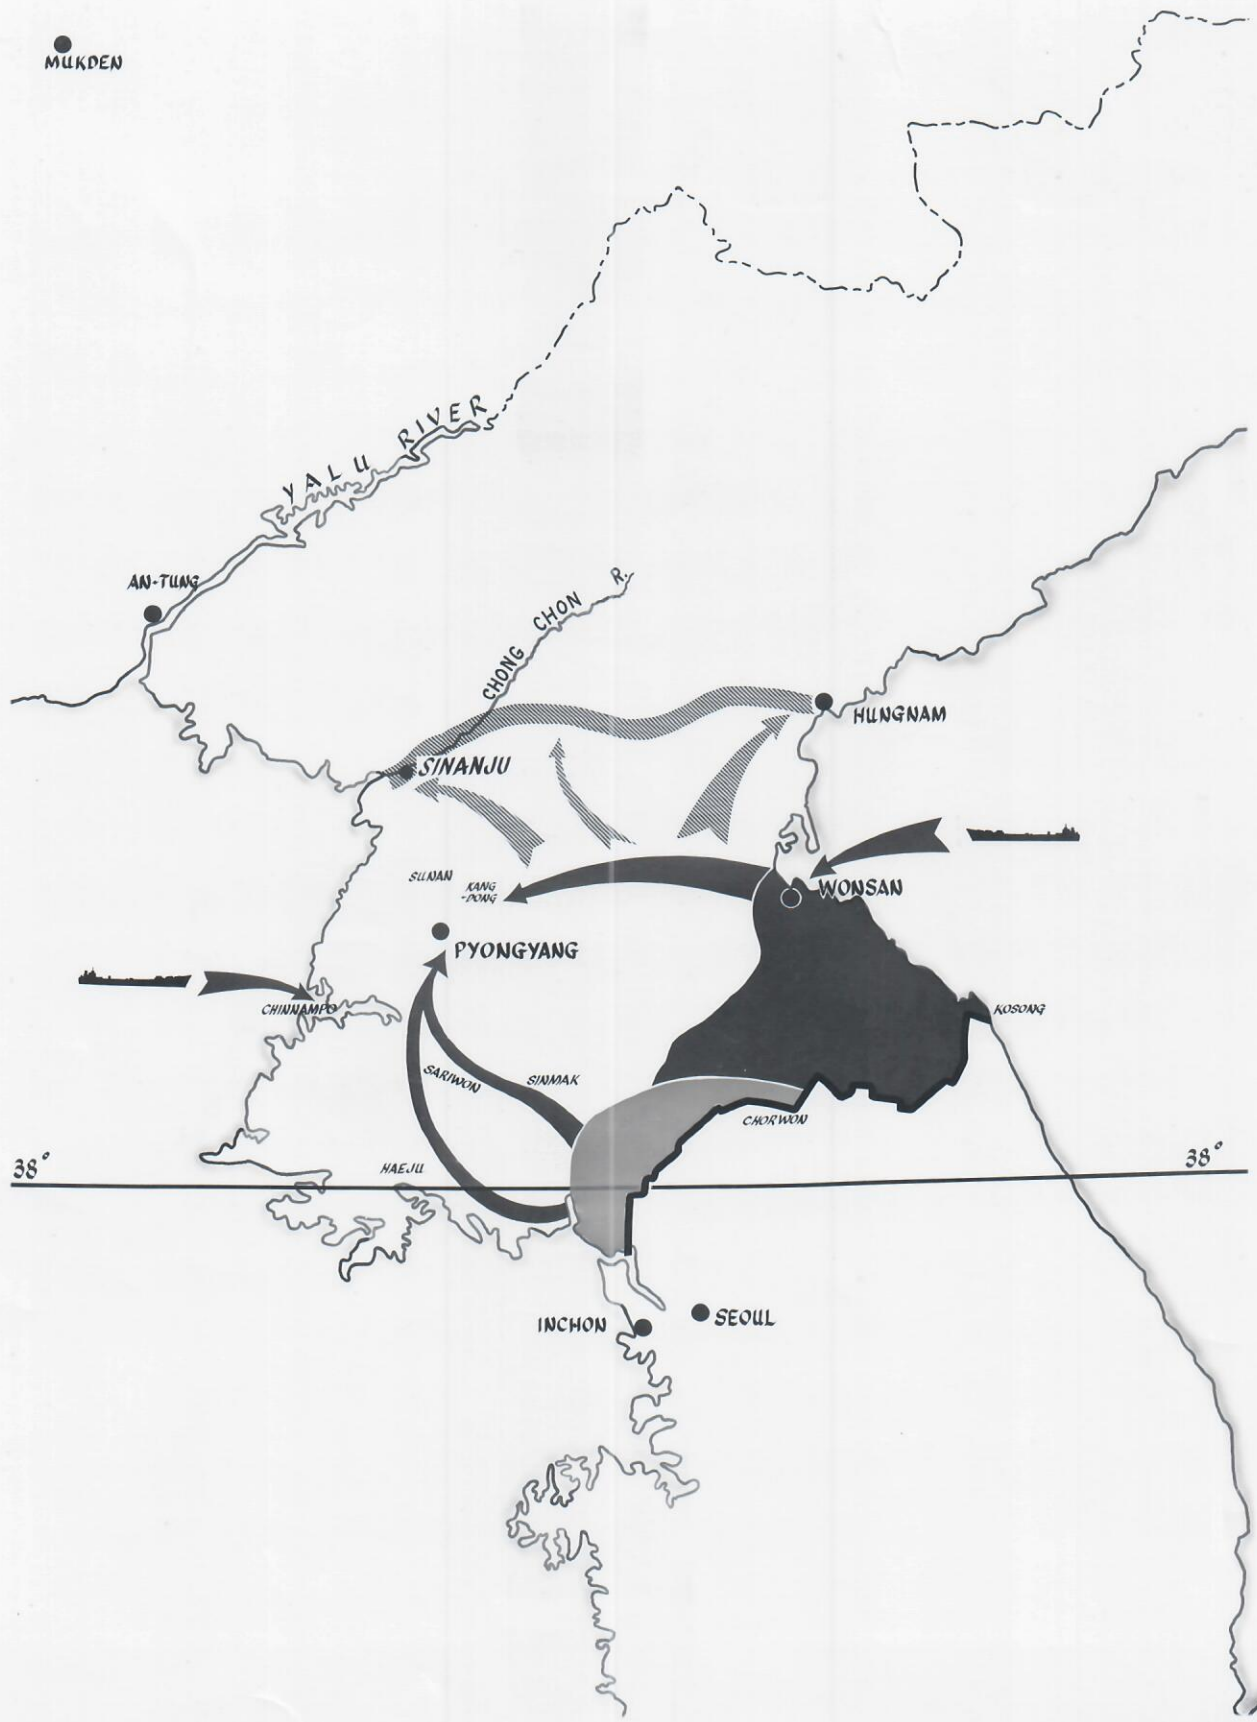 MUKDEN
YALU RIVER
AN-TUNG
CHONG CHON R.
HUNGNAM
SINANJU
SUNAN
KANG
-DONG
WONSAN
PYONGYANG
CHINNAMPO
KOSONG
SARIWON
SINMAK
CHORWON
HAEJU
38°
38°
INCHON
SEOUL